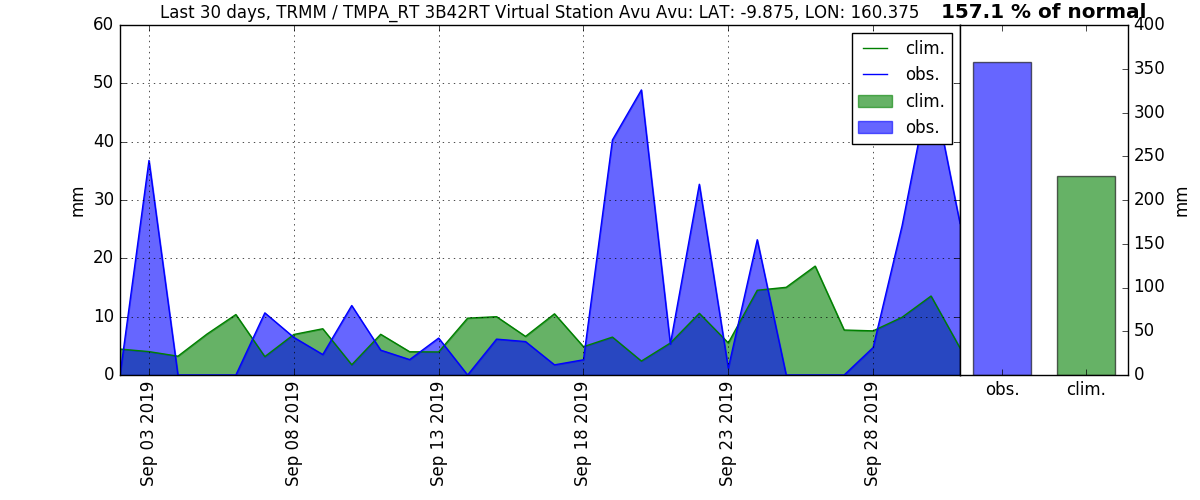 Last 30 days, TRMM / TMPA_RT 3B42RT Virtual Station Avu Avu: LAT: -9.875, LON: 160.375
157.1 % of normal
60
50
40
30
20
10
0
mm
clim.
obs.
clim.
obs.
Sep 03 2019
Sep 08 2019
Sep 13 2019
Sep 18 2019
Sep 23 2019
Sep 28 2019
400
350
300
250
200
150
100
50
0
mm
obs.
clim.